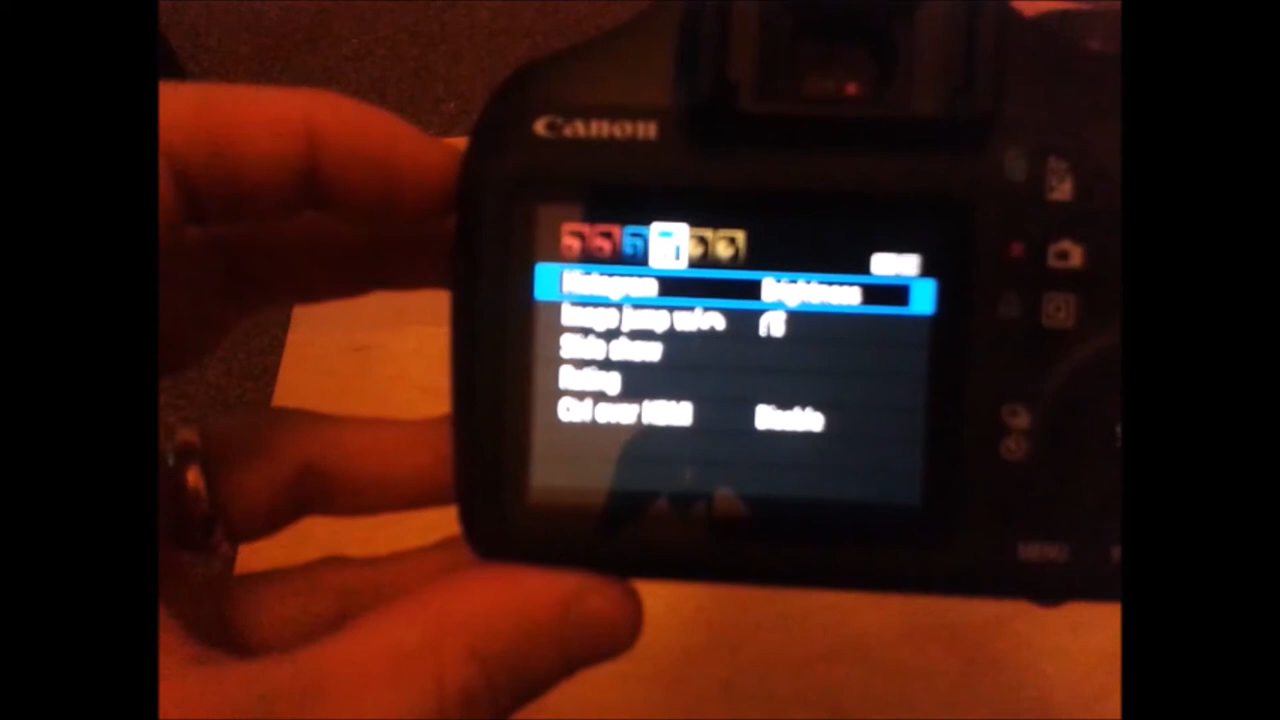 Canon
Histogram Brightness
Image jump w/
Slide show
Rating
Ctrl over HDMI Disable
MENU